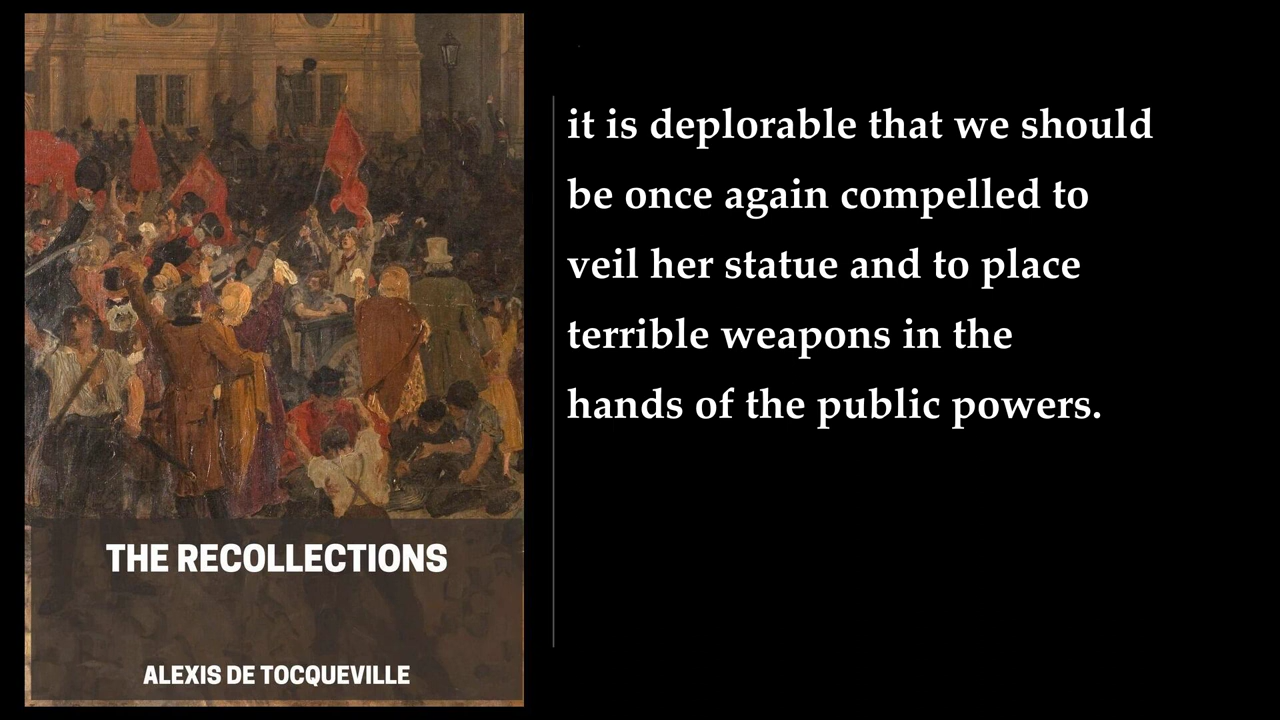 it is deplorable that we should
be once again compelled to
veil her statue and to place
terrible weapons in the
hands of the public powers.
THE RECOLLECTIONS
ALEXIS DE TOCQUEVILLE